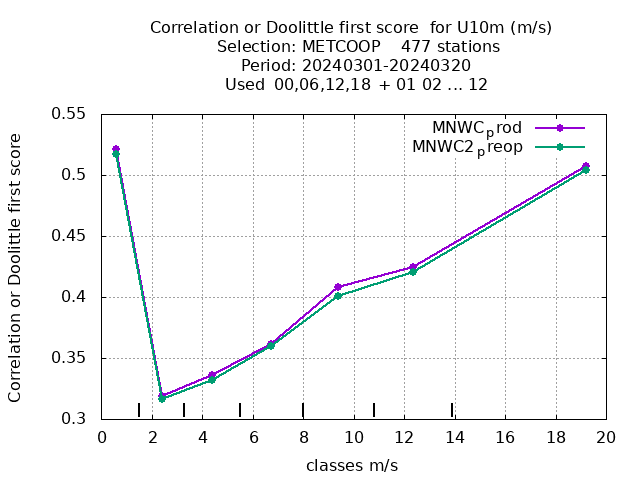 Correlation or Doolittle first score  for U10m (m/s)
Selection: METCOOP    477 stations
Period: 20240301-20240320
Used  00,06,12,18 + 01 02 ... 12
MNWCprod
MNWC2preop
Correlation or Doolittle first score
0.55
0.5
0.45
0.4
0.35
0.3
0 2 4 6 8 10 12 14 16 18 20
classes m/s